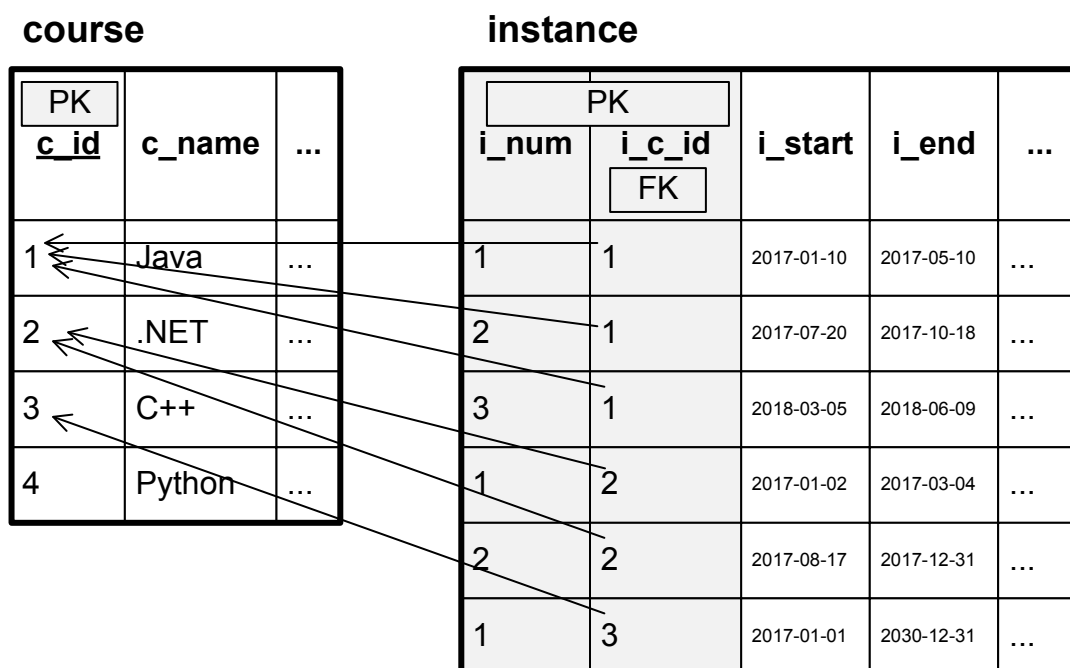 course
instance
PK
c_id c_name ...
PK
i_num i_c_id i_start i_end ...
FK
1 Java ... 1 1 2017-01-10 2017-05-10 ...
2 .NET ... 2 1 2017-07-20 2017-10-18 ...
3 C++ ... 3 1 2018-03-05 2018-06-09 ...
4 Python ... 1 2 2017-01-02 2017-03-04 ...
2 2 2017-08-17 2017-12-31 ...
1 3 2017-01-01 2030-12-31 ...